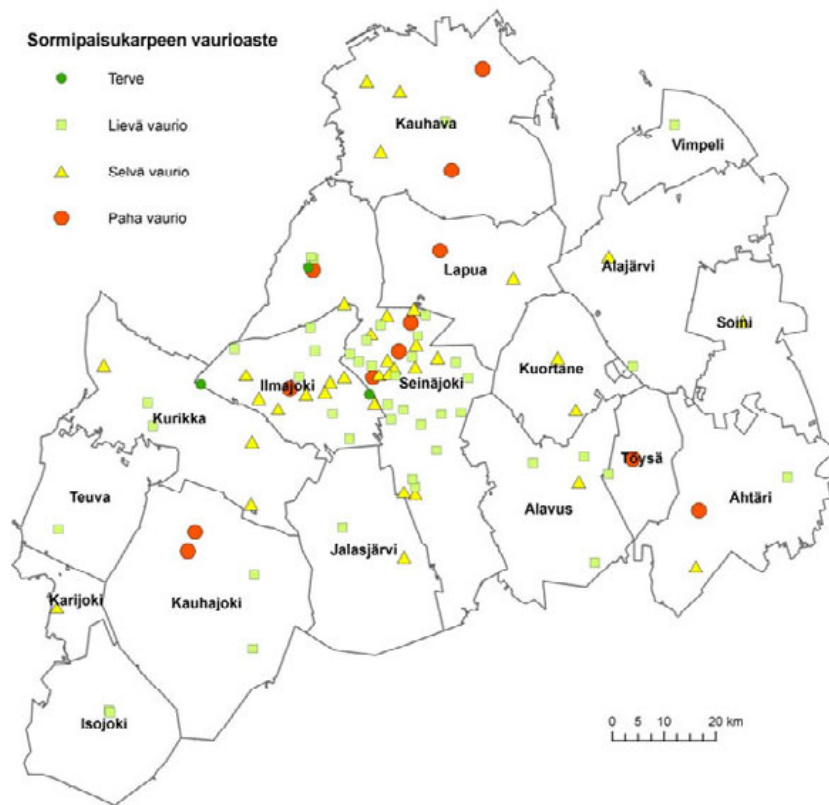 Sormipaisukarpeen vaurioaste
Terve
Lievä vaurio
Selvä vaurio
Paha vaurio
Kauhava
Vimpeli
Lapua
Alajärvi
Soini
Kuortane
Ilmajoki
Seinäjoki
Kurikka
Töysä
Teuva
Ähtäri
Alavus
Jalasjärvi
Karijoki
Kauhajoki
Isojoki
0 5 10 20 km